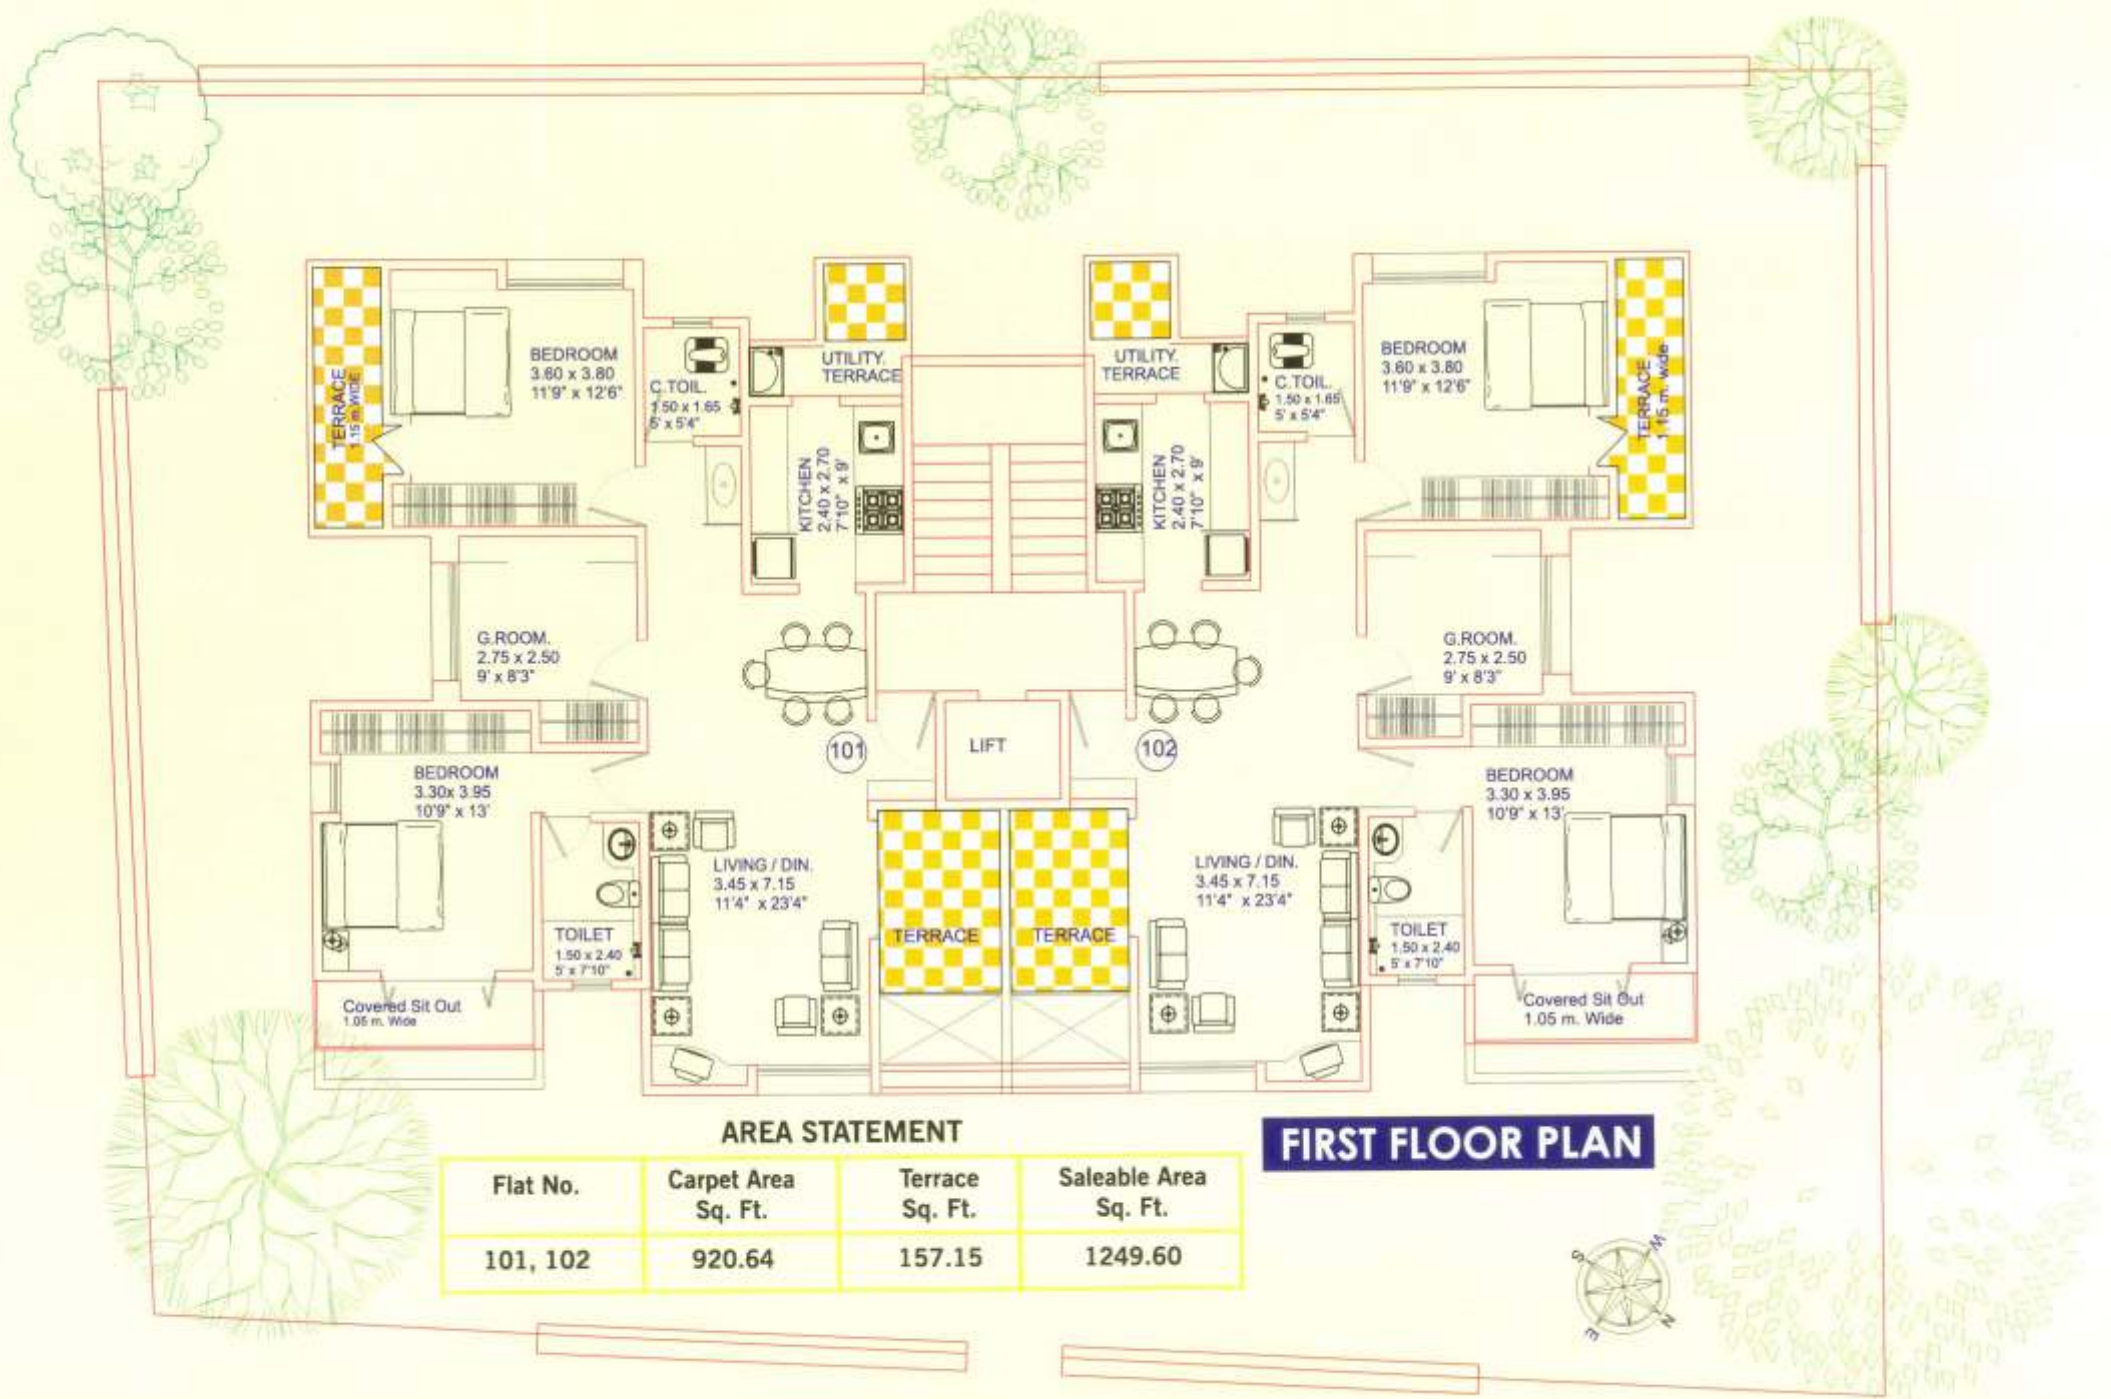 BEDROOM
3.60 x 3.80
11'9" x 12'6"
TERRACE
1.15 m. WIDE
C.TOIL.
1.50 x 1.65
5' x 5'4"
UTILITY.
TERRACE
KITCHEN
2.40 x 2.70
7'10" x 9'
G.ROOM.
2.75 x 2.50
9' x 8'3"
BEDROOM
3.30x 3.95
10'9" x 13'
TOILET
1.50 x 2.40
5' x 7'10"
Covered Sit Out
1.05 m. Wide
LIVING / DIN.
3.45 x 7.15
11'4" x 23'4"
101
LIFT
102
TERRACE
TERRACE
UTILITY.
TERRACE
C.TOIL.
1.50 x 1.65
5' x 5'4"
BEDROOM
3.60 x 3.80
11'9" x 12'6"
TERRACE
1.15 m. wide
KITCHEN
2.40 x 2.70
7'10" x 9'
G.ROOM.
2.75 x 2.50
9' x 8'3"
BEDROOM
3.30 x 3.95
10'9" x 13'
LIVING / DIN.
3.45 x 7.15
11'4" x 23'4"
TOILET
1.50 x 2.40
5' x 7'10"
Covered Sit Out
1.05 m. Wide
AREA STATEMENT
FIRST FLOOR PLAN
Flat No.
Carpet Area
Sq. Ft.
Terrace
Sq. Ft.
Saleable Area
Sq. Ft.
101, 102
920.64
157.15
1249.60
W
S
N
E